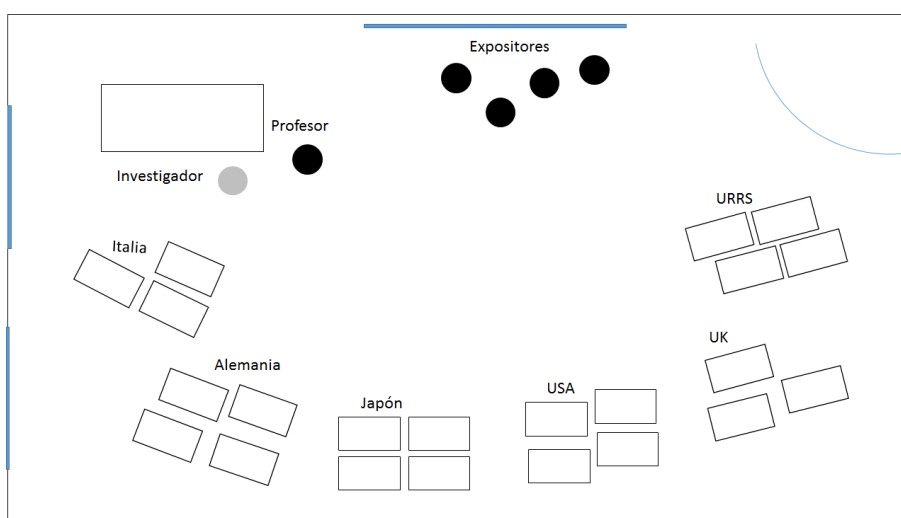 Expositores
Profesor
Investigador
URRS
Italia
UK
Alemania
USA
Japón